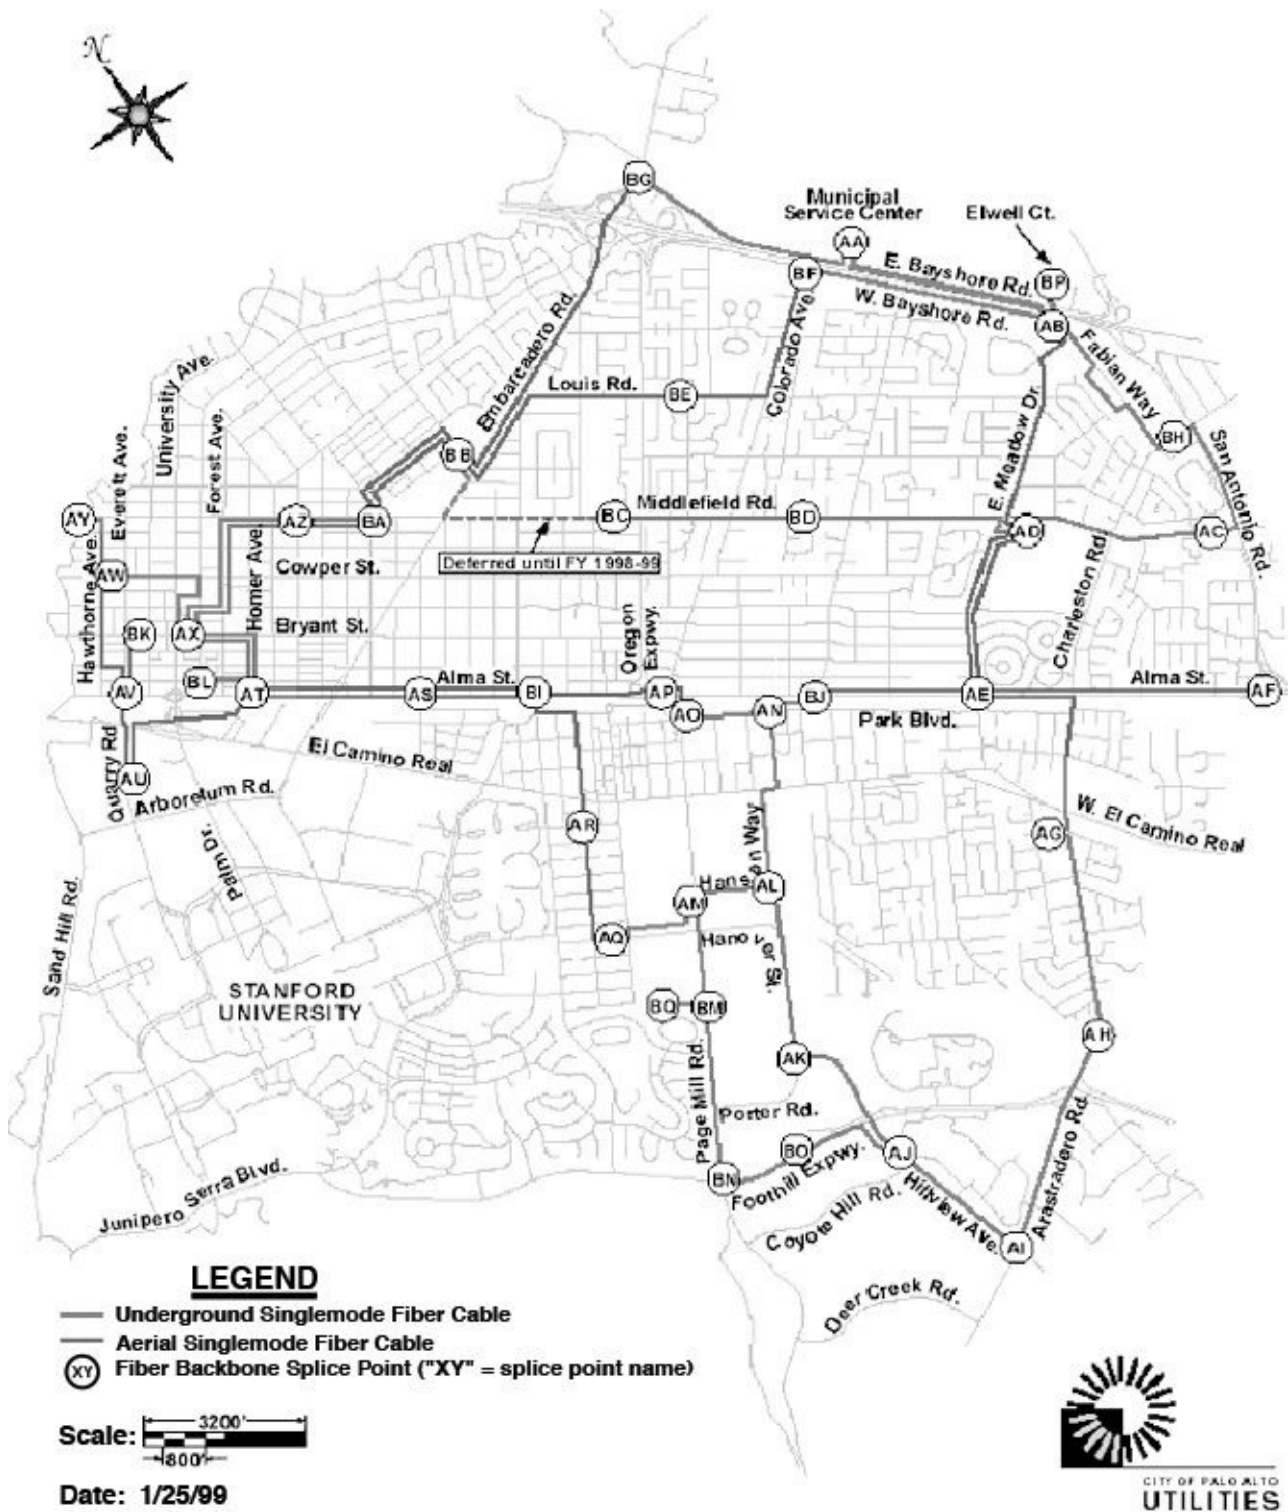 N
BG
Municipal
Service Center
Elwell Ct.
AA
BF
E. Bayshore Rd.
BP
W. Bayshore Rd.
AB
Fabian Way
Colorado Ave.
Embarcadero Rd.
Louis Rd.
BE
E. Meadow Dr.
BH
San Antonio Rd.
University Ave.
Everett Ave.
Forest Ave.
BB
AY
AZ
BA
BC
Middlefield Rd.
BD
AD
AC
Deferred until FY 1998-99
Hawthorne Ave.
AW
Homer Ave.
Cowper St.
Charleston Rd.
BK
AX
Bryant St.
Oregon
Expwy.
AV
BL
AT
AS
Alma St.
BI
AP
AO
AN
BJ
AE
Alma St.
AF
Park Blvd.
Quarry Rd
El Camino Real
AU
Arboretum Rd.
Palm Dr.
AR
W. El Camino Real
AG
Hansen Way
AL
AM
Sand Hill Rd.
AQ
Hanover St.
STANFORD
UNIVERSITY
BQ
BM
AH
AK
Page Mill Rd.
Porter Rd.
BO
AJ
Arastradero Rd.
BN
Foothill Expwy.
Junipero Serra Blvd.
Hillview Ave.
Coyote Hill Rd.
AI
Deer Creek Rd.
LEGEND
Underground Singlemode Fiber Cable
Aerial Singlemode Fiber Cable
XY Fiber Backbone Splice Point ("XY" = splice point name)
Scale: 3200'
800'
Date: 1/25/99
CITY OF PALO ALTO
UTILITIES